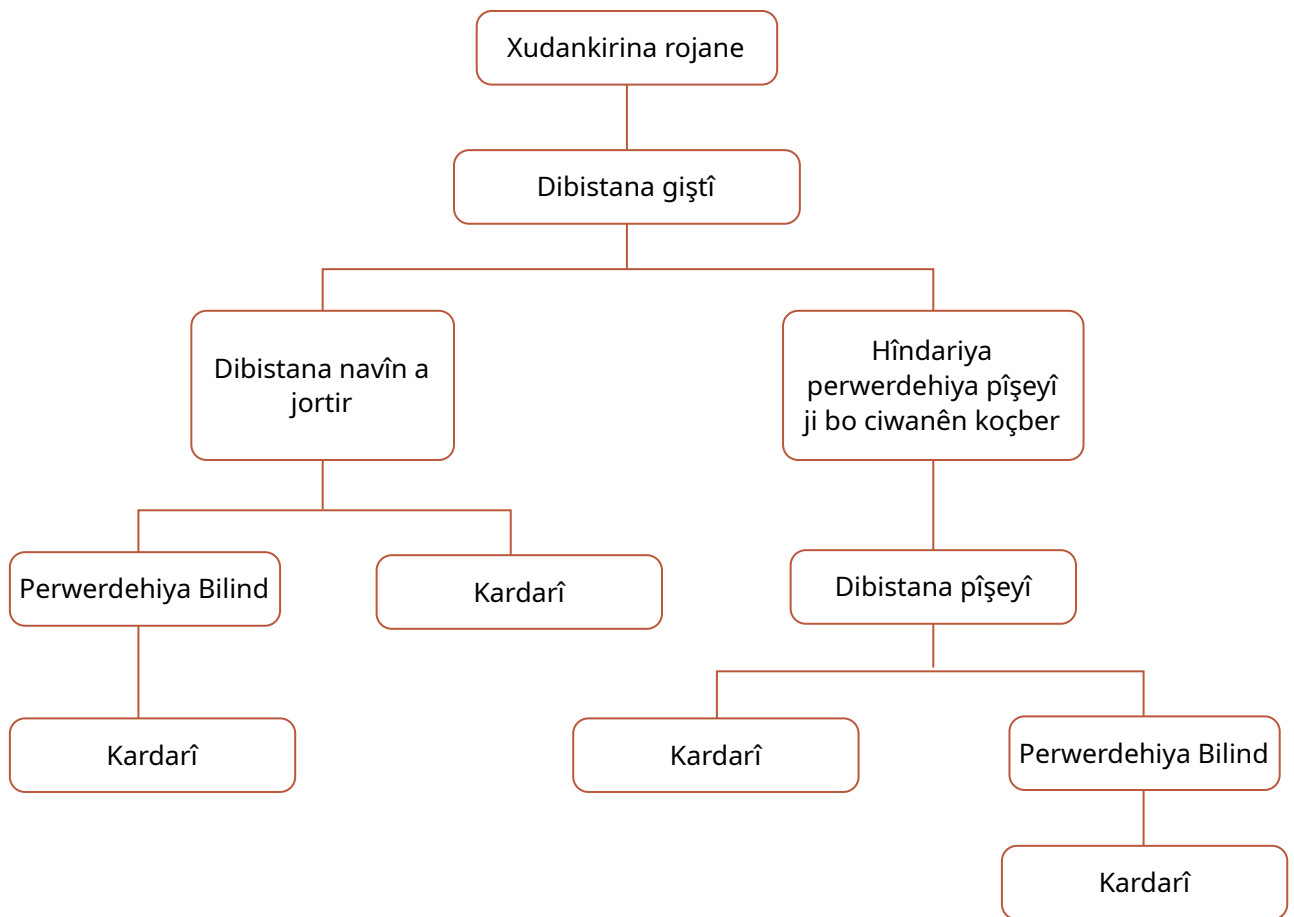 Xudankirina rojane
Dibistana giştî
Dibistana navîn a
jortir
Hîndariya
perwerdehiya pîşeyî
ji bo ciwanên koçber
Perwerdehiya Bilind
Kardarî
Dibistana pîşeyî
Kardarî
Kardarî
Perwerdehiya Bilind
Kardarî